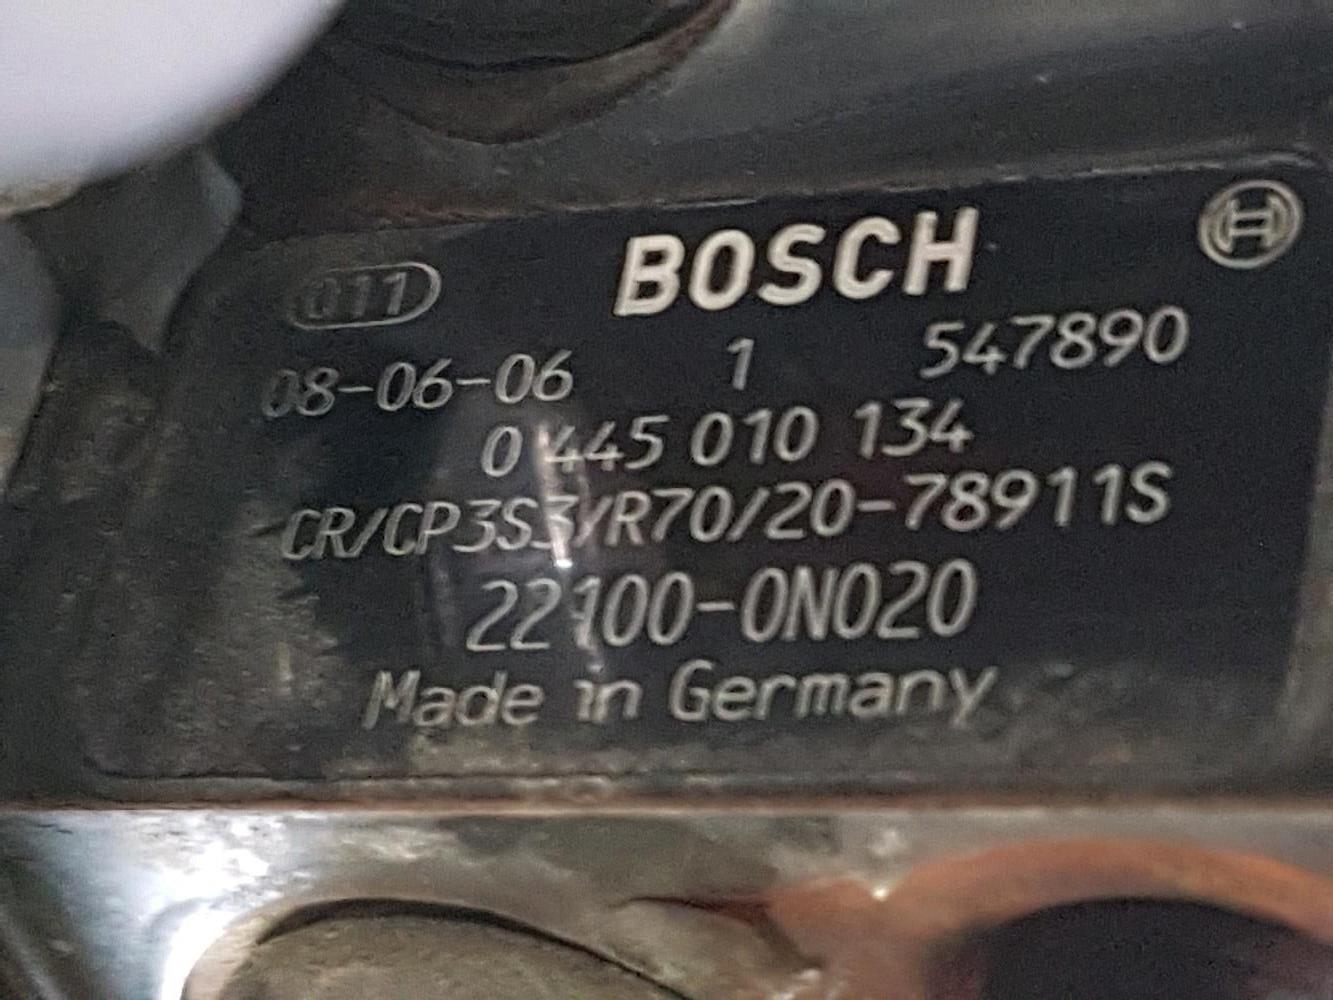 BOSCH
Q11
08-06-06 1 547890
0 445 010 134
CR/CP3S3/R70/20-78911S
22100-0N020
Made in Germany